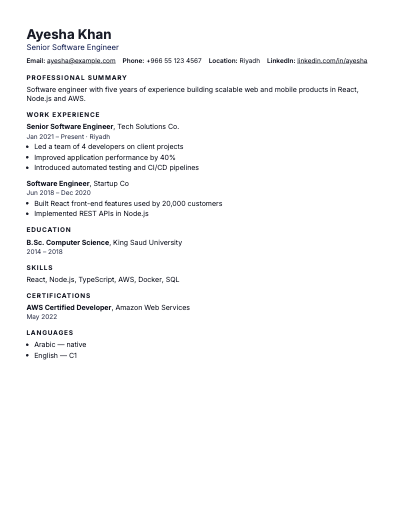 Ayesha Khan
Senior Software Engineer
Email: ayesha@example.com Phone: +966 55 123 4567 Location: Riyadh LinkedIn: linkedin.com/in/ayesha
PROFESSIONAL SUMMARY
Software engineer with five years of experience building scalable web and mobile products in React,
Node.js and AWS.
WORK EXPERIENCE
Senior Software Engineer, Tech Solutions Co.
Jan 2021 – Present · Riyadh
• Led a team of 4 developers on client projects
• Improved application performance by 40%
• Introduced automated testing and CI/CD pipelines
Software Engineer, Startup Co
Jun 2018 – Dec 2020
• Built React front-end features used by 20,000 customers
• Implemented REST APIs in Node.js
EDUCATION
B.Sc. Computer Science, King Saud University
2014 – 2018
SKILLS
React, Node.js, TypeScript, AWS, Docker, SQL
CERTIFICATIONS
AWS Certified Developer, Amazon Web Services
May 2022
LANGUAGES
• Arabic — native
• English — C1